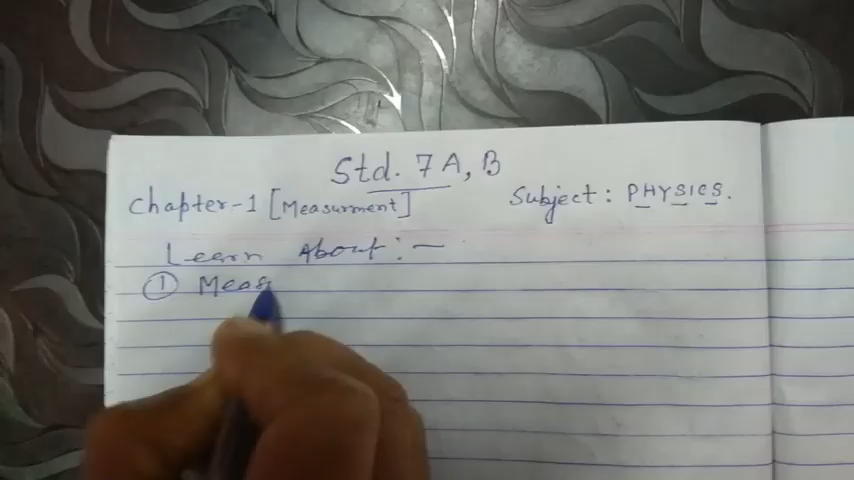 Std. 7 A, B
Chapter-1 [Measurment] Subject: PHYSICS.
Learn About:-
① Meas